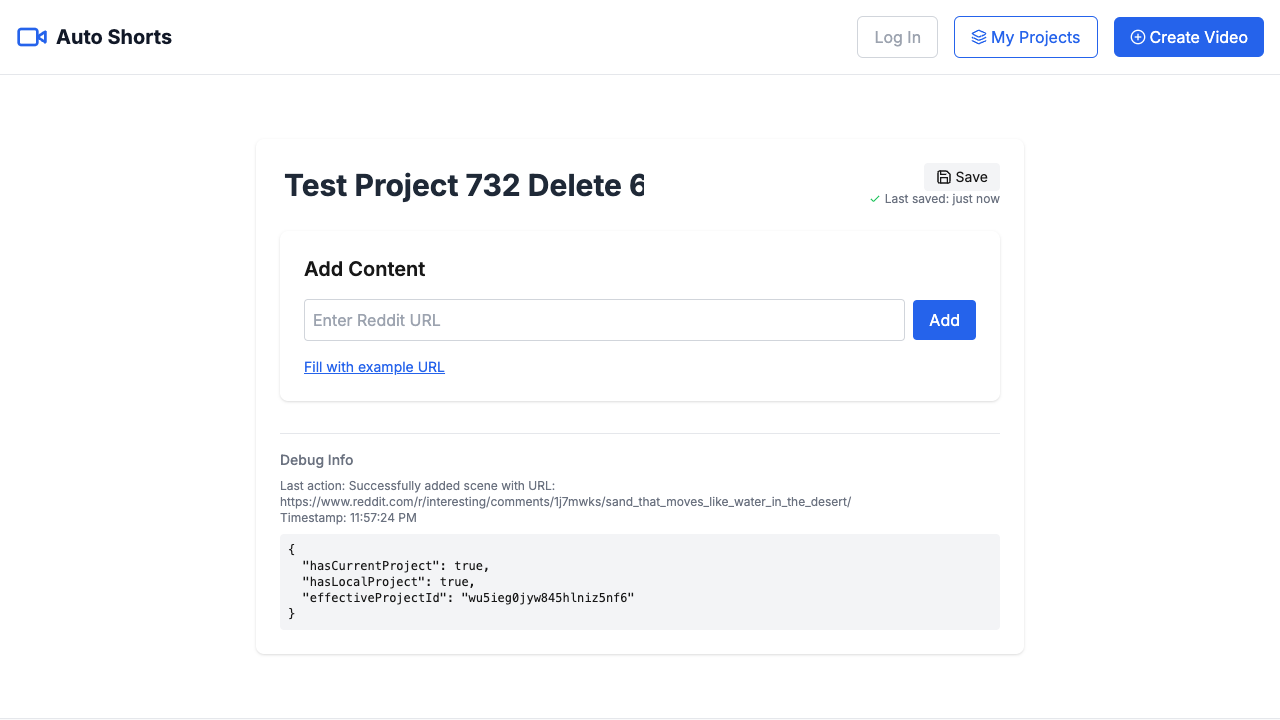 Auto Shorts
Log In
My Projects
Create Video
Test Project 732 Delete 6
Save
Last saved: just now
Add Content
Enter Reddit URL
Add
Fill with example URL
Debug Info
Last action: Successfully added scene with URL:
https://www.reddit.com/r/interesting/comments/1j7mwks/sand_that_moves_like_water_in_the_desert/
Timestamp: 11:57:24 PM
{
  "hasCurrentProject": true,
  "hasLocalProject": true,
  "effectiveProjectId": "wu5ieg0jyw845hlniz5nf6"
}